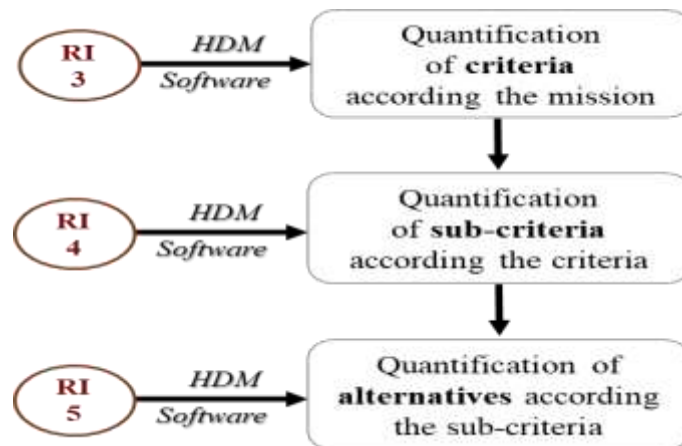 RI
3
HDM
Software
Quantification
of criteria
according the mission
RI
4
HDM
Software
Quantification
of sub-criteria
according the criteria
RI
5
HDM
Software
Quantification of
alternatives according
the sub-criteria